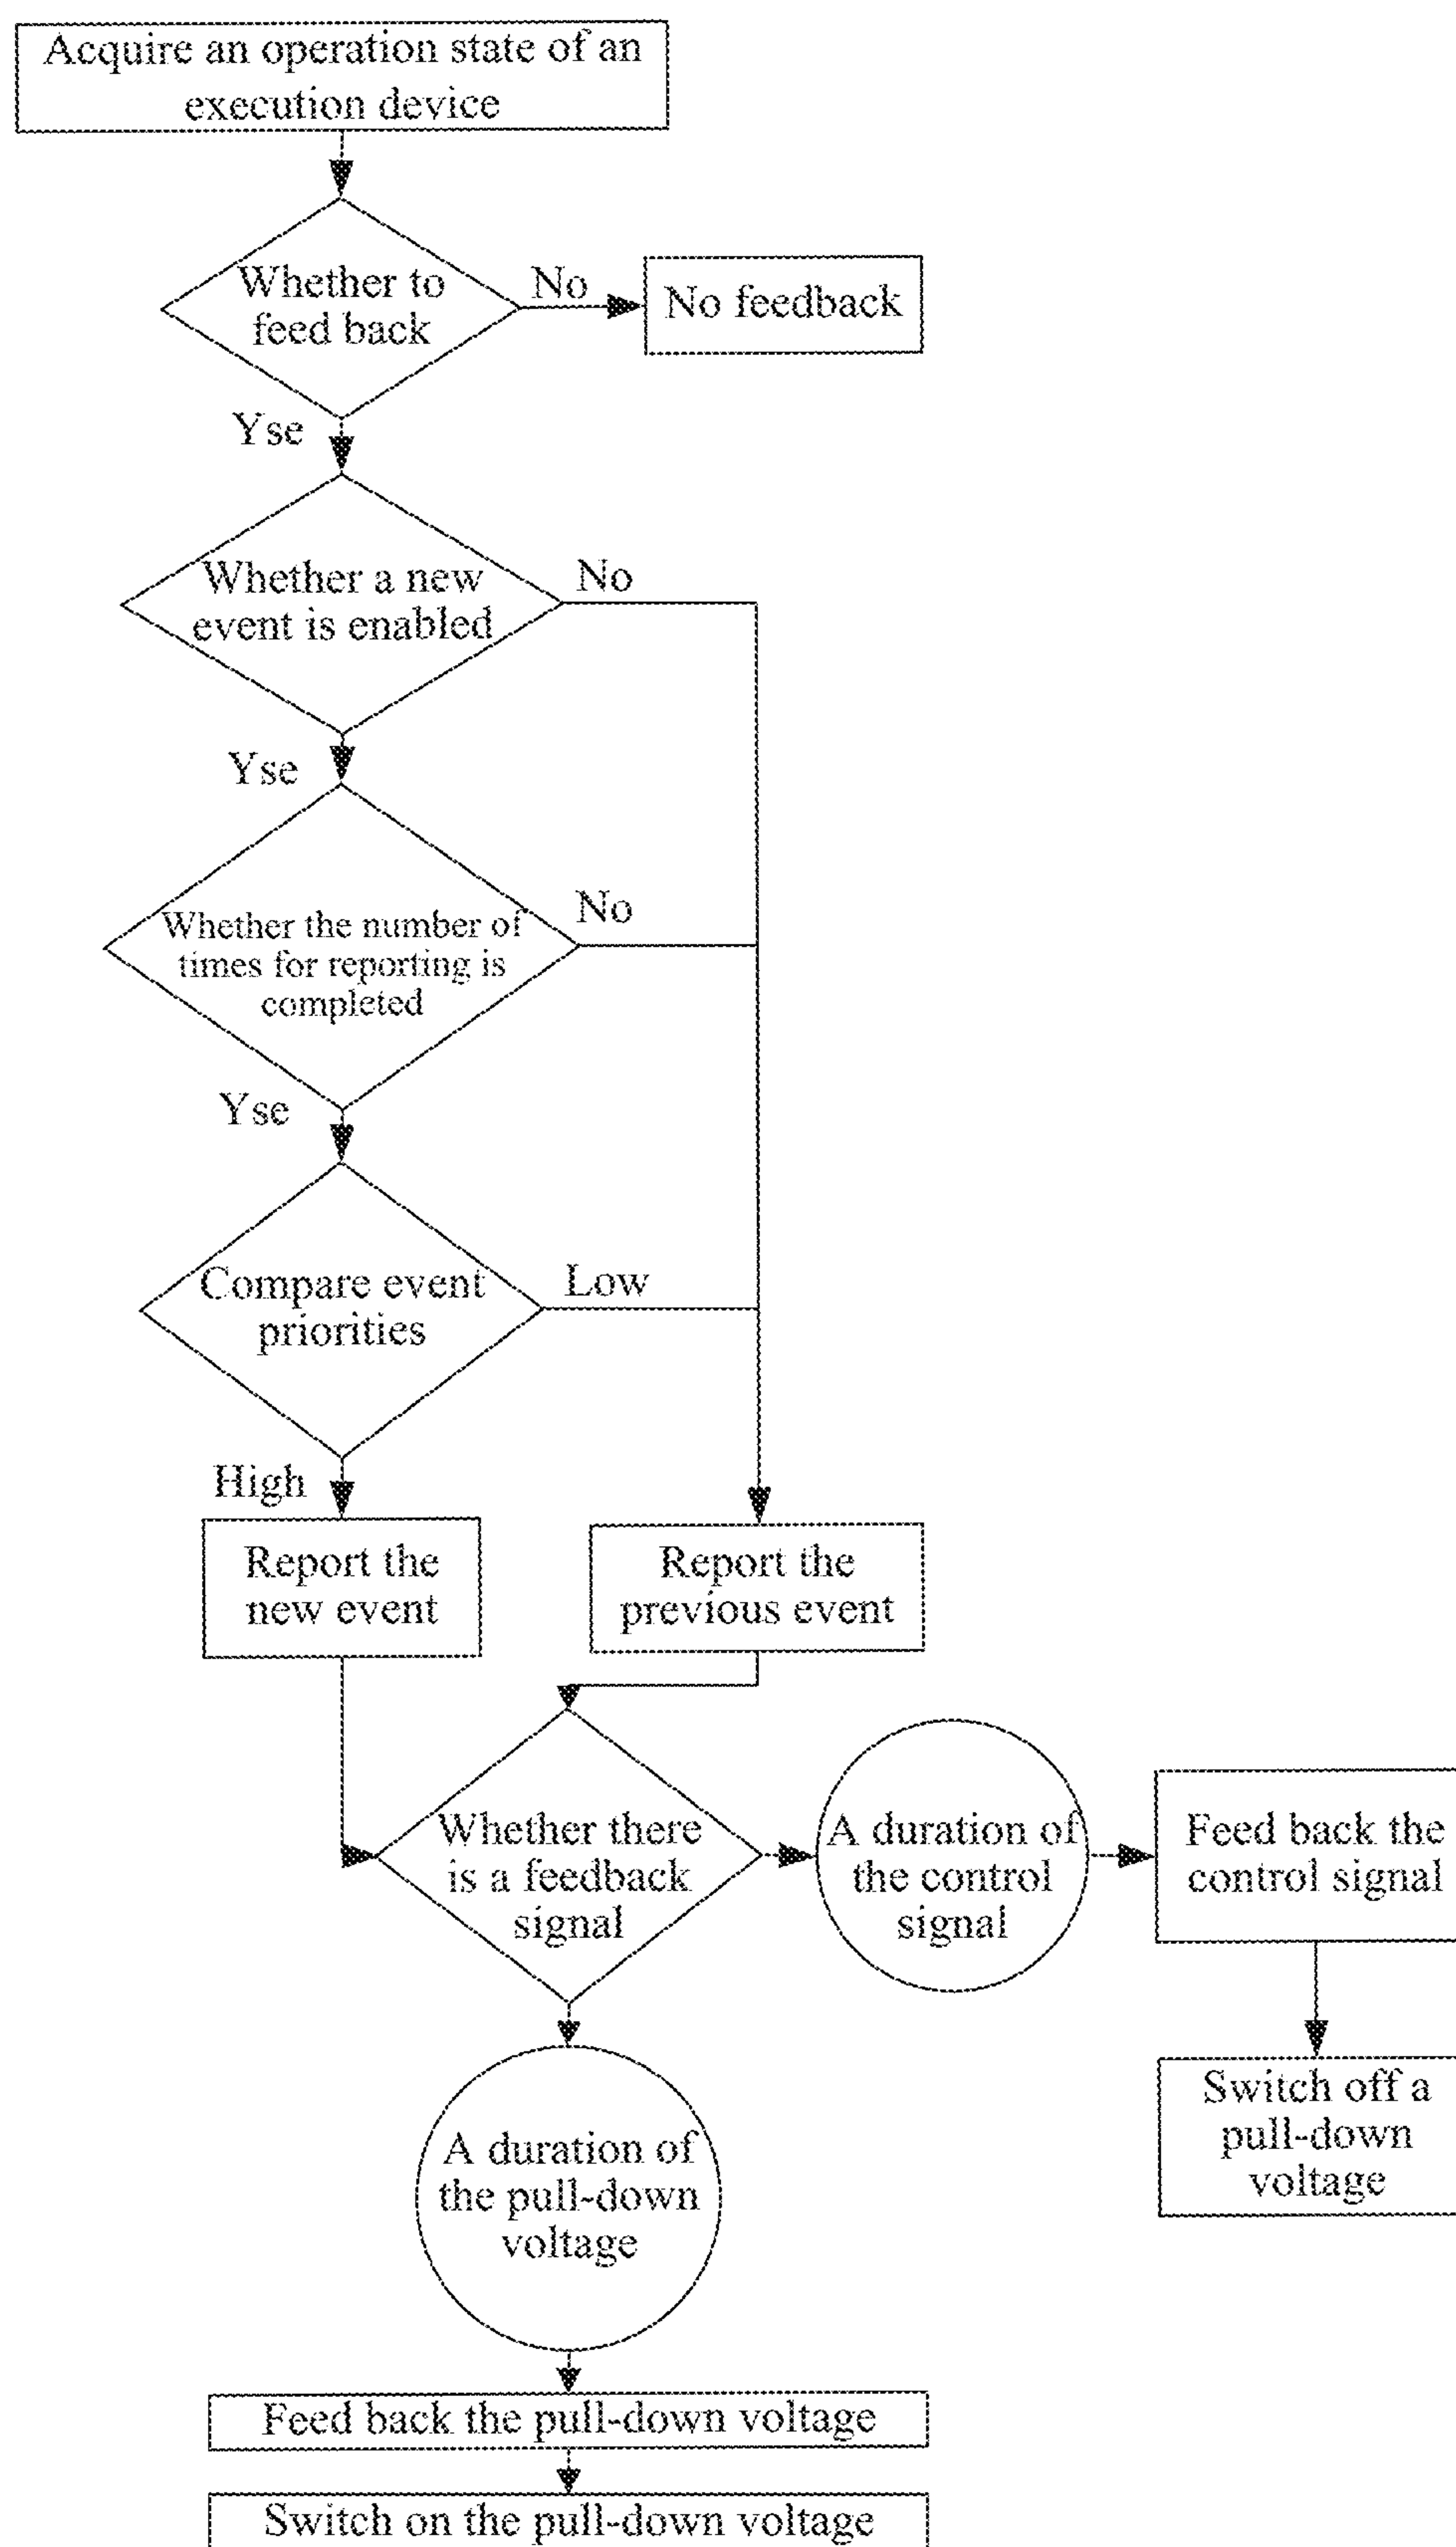 Acquire an operation state of an
execution device
Whether to
feed back
No
No feedback
Yse
Whether a new
event is enabled
No
Yse
Whether the number of
times for reporting is
completed
No
Yse
Compare event
priorities
Low
High
Report the
new event
Report the
previous event
Whether there
is a feedback
signal
A duration of
the control
signal
Feed back the
control signal
Switch off a
pull-down
voltage
A duration of
the pull-down
voltage
Feed back the pull-down voltage
Switch on the pull-down voltage